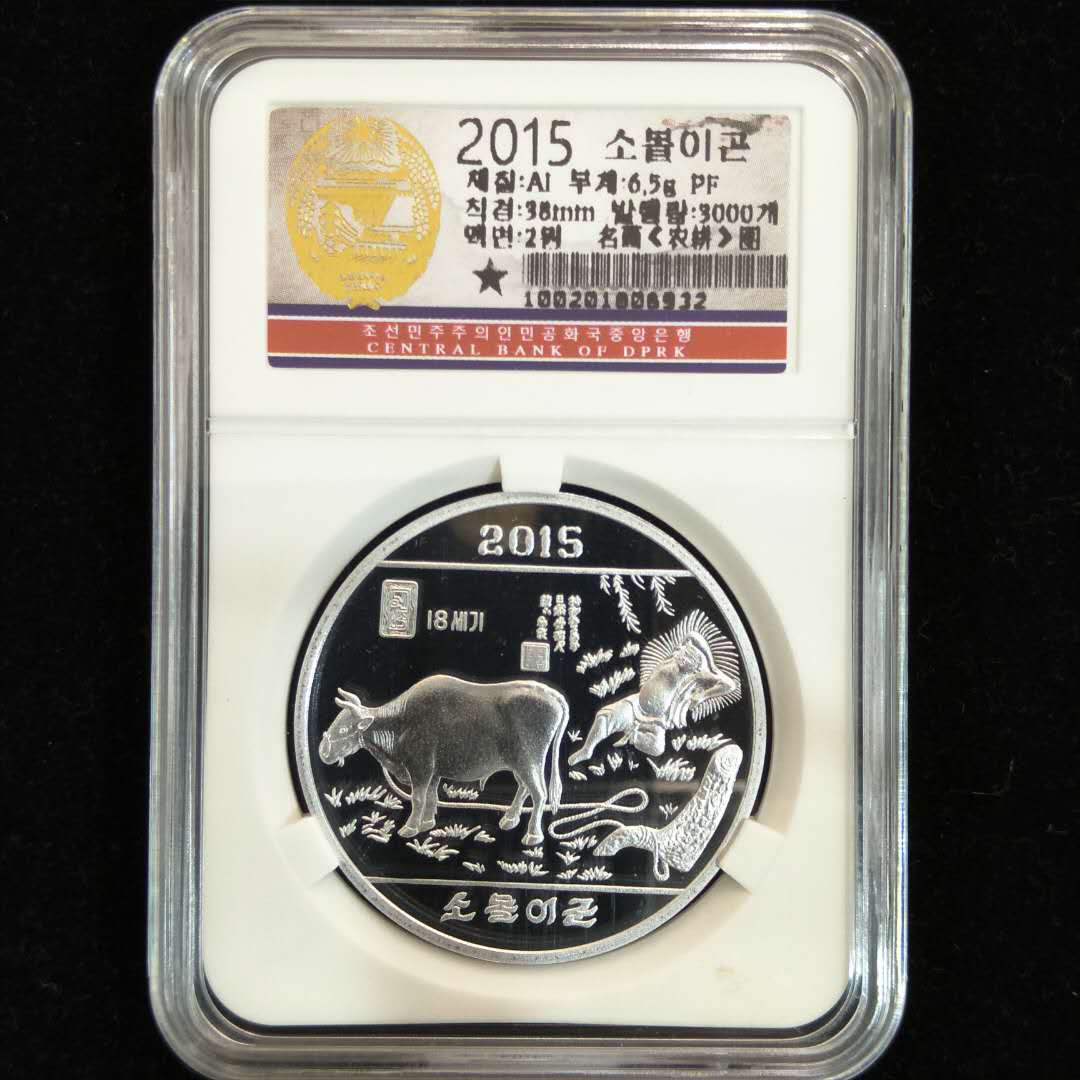 2015 소몰이군
재질:Al 무게:6.5g PF
직경:38mm 발행량:3000개
액면:2원 名画《农耕》图
100201806932
조선민주주의인민공화국중앙은행
CENTRAL BANK OF DPRK
2015
18세기
소몰이군